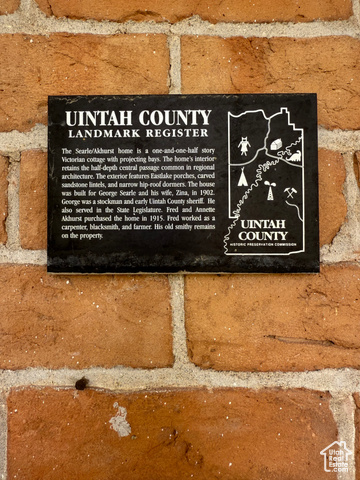 UINTAH COUNTY
LANDMARK REGISTER
The Searle/Akhurst home is a one-and-one-half story
Victorian cottage with projecting bays. The home's interior
retains the half-depth central passage common in regional
architecture. The exterior features Eastlake porches, carved
sandstone lintels, and narrow hip-roof dormers. The house
was built for George Searle and his wife, Zina, in 1902.
George was a stockman and early Uintah County sheriff. He
also served in the State Legislature. Fred and Annette
Akhurst purchased the home in 1915. Fred worked as a
carpenter, blacksmith, and farmer. His old smithy remains
on the property.
UINTAH
COUNTY
HISTORIC PRESERVATION COMMISSION
Utah
Real
Estate
.com